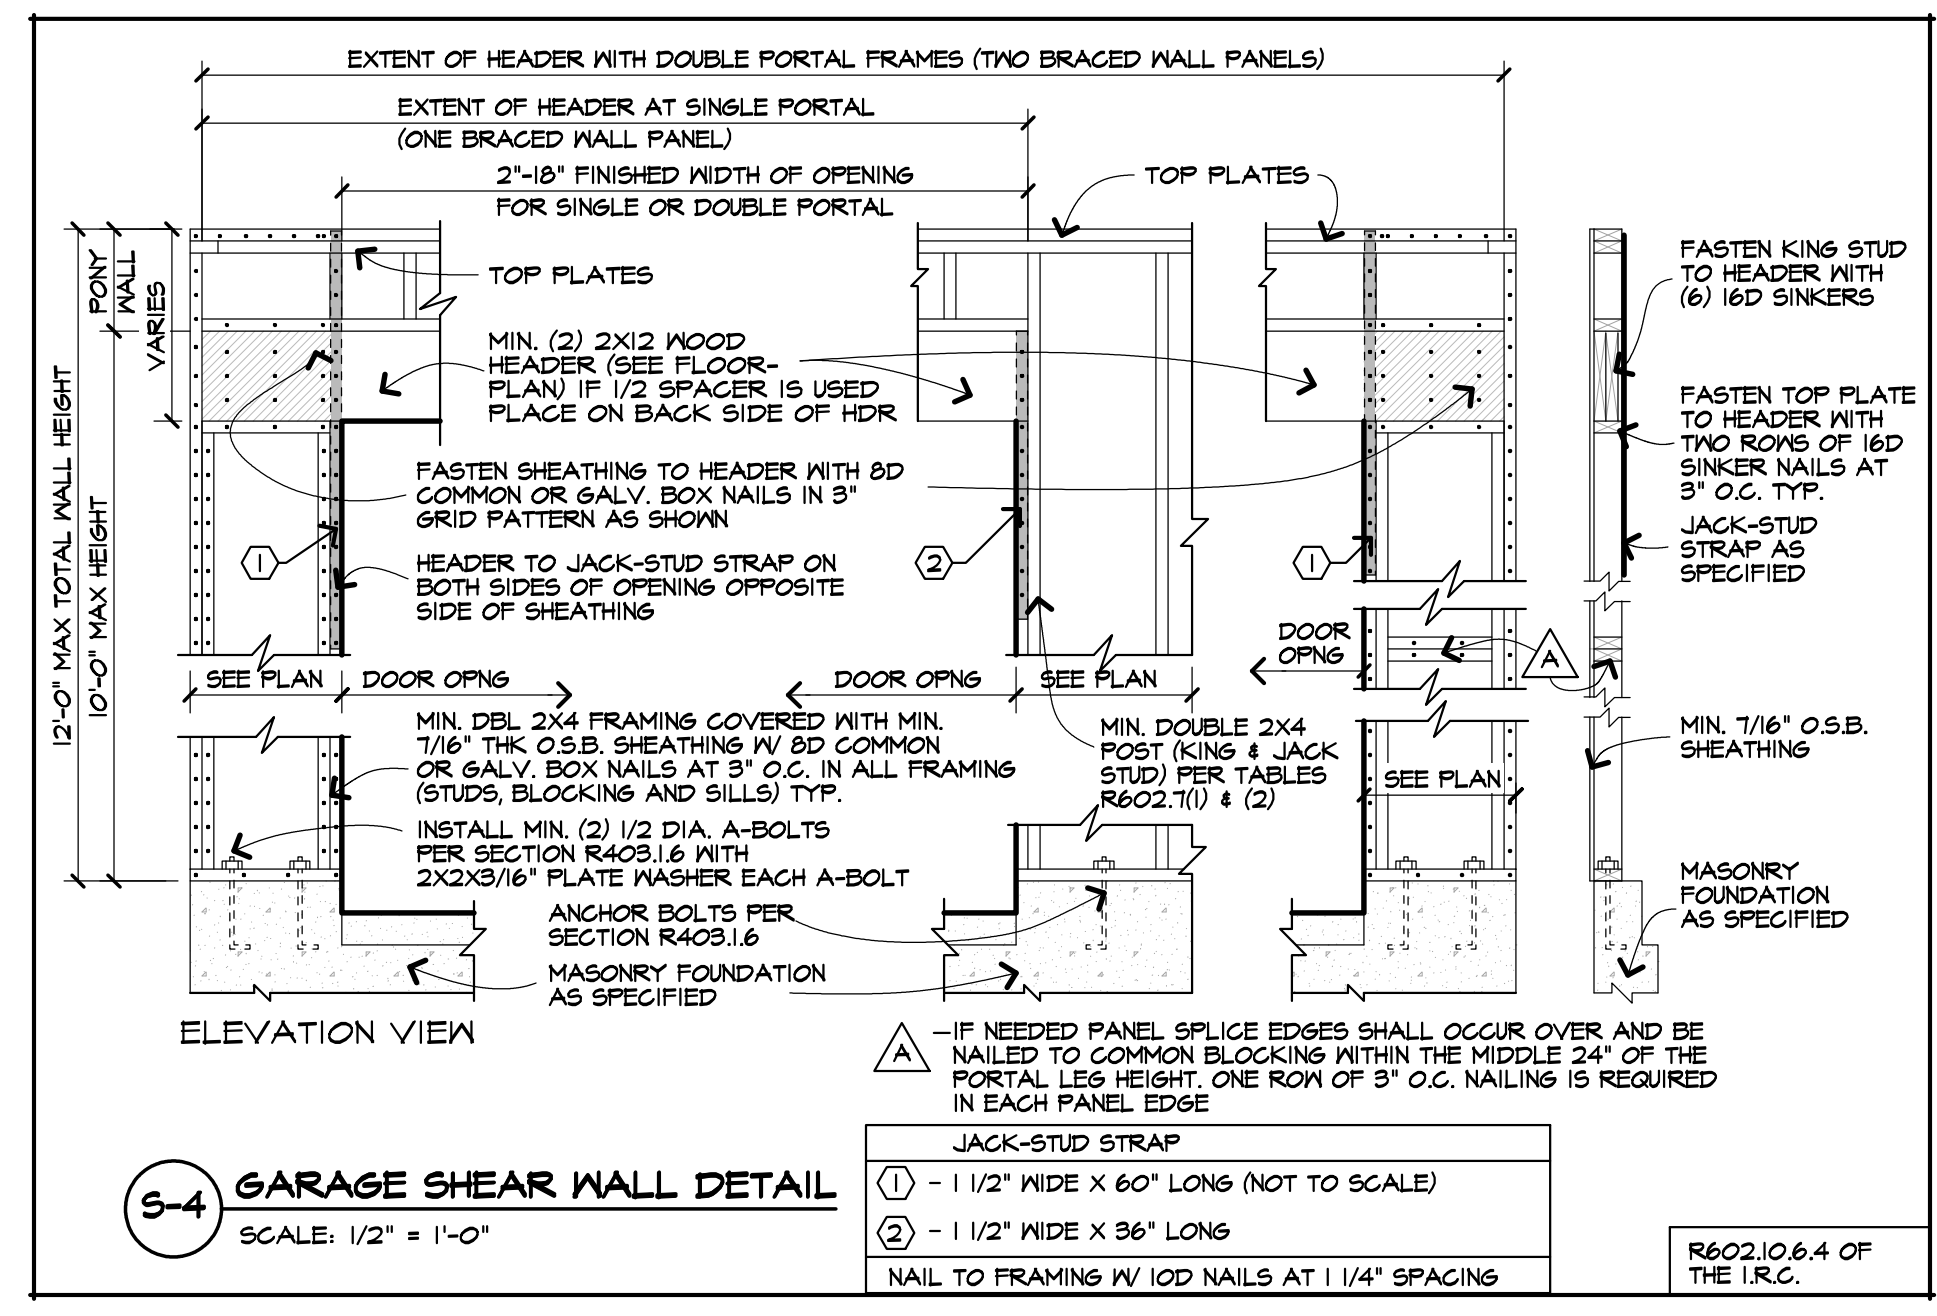 EXTENT OF HEADER WITH DOUBLE PORTAL FRAMES (TWO BRACED WALL PANELS)
EXTENT OF HEADER AT SINGLE PORTAL
(ONE BRACED WALL PANEL)
2"-18" FINISHED WIDTH OF OPENING
FOR SINGLE OR DOUBLE PORTAL
TOP PLATES
PONY
WALL
VARIES
12'-0" MAX TOTAL WALL HEIGHT
10'-0" MAX HEIGHT
TOP PLATES
MIN. (2) 2X12 WOOD
HEADER (SEE FLOOR-
PLAN) IF 1/2 SPACER IS USED
PLACE ON BACK SIDE OF HDR
FASTEN SHEATHING TO HEADER WITH 8D
COMMON OR GALV. BOX NAILS IN 3"
GRID PATTERN AS SHOWN
1
2
1
HEADER TO JACK-STUD STRAP ON
BOTH SIDES OF OPENING OPPOSITE
SIDE OF SHEATHING
FASTEN KING STUD
TO HEADER WITH
(6) 16D SINKERS
FASTEN TOP PLATE
TO HEADER WITH
TWO ROWS OF 16D
SINKER NAILS AT
3" O.C. TYP.
JACK-STUD
STRAP AS
SPECIFIED
DOOR
OPNG
A
SEE PLAN
DOOR OPNG
DOOR OPNG
SEE PLAN
MIN. DBL 2X4 FRAMING COVERED WITH MIN.
7/16" THK O.S.B. SHEATHING W/ 8D COMMON
OR GALV. BOX NAILS AT 3" O.C. IN ALL FRAMING
(STUDS, BLOCKING AND SILLS) TYP.
MIN. DOUBLE 2X4
POST (KING & JACK
STUD) PER TABLES
R602.7(1) & (2)
SEE PLAN
MIN. 7/16" O.S.B.
SHEATHING
INSTALL MIN. (2) 1/2 DIA. A-BOLTS
PER SECTION R403.1.6 WITH
2X2X3/16" PLATE WASHER EACH A-BOLT
ANCHOR BOLTS PER
SECTION R403.1.6
MASONRY FOUNDATION
AS SPECIFIED
MASONRY
FOUNDATION
AS SPECIFIED
ELEVATION VIEW
A
-IF NEEDED PANEL SPLICE EDGES SHALL OCCUR OVER AND BE
NAILED TO COMMON BLOCKING WITHIN THE MIDDLE 24" OF THE
PORTAL LEG HEIGHT. ONE ROW OF 3" O.C. NAILING IS REQUIRED
IN EACH PANEL EDGE
JACK-STUD STRAP
1 - 1 1/2" WIDE X 60" LONG (NOT TO SCALE)
2 - 1 1/2" WIDE X 36" LONG
NAIL TO FRAMING W/ 10D NAILS AT 1 1/4" SPACING
S-4
GARAGE SHEAR WALL DETAIL
SCALE: 1/2" = 1'-0"
R602.10.6.4 OF
THE I.R.C.